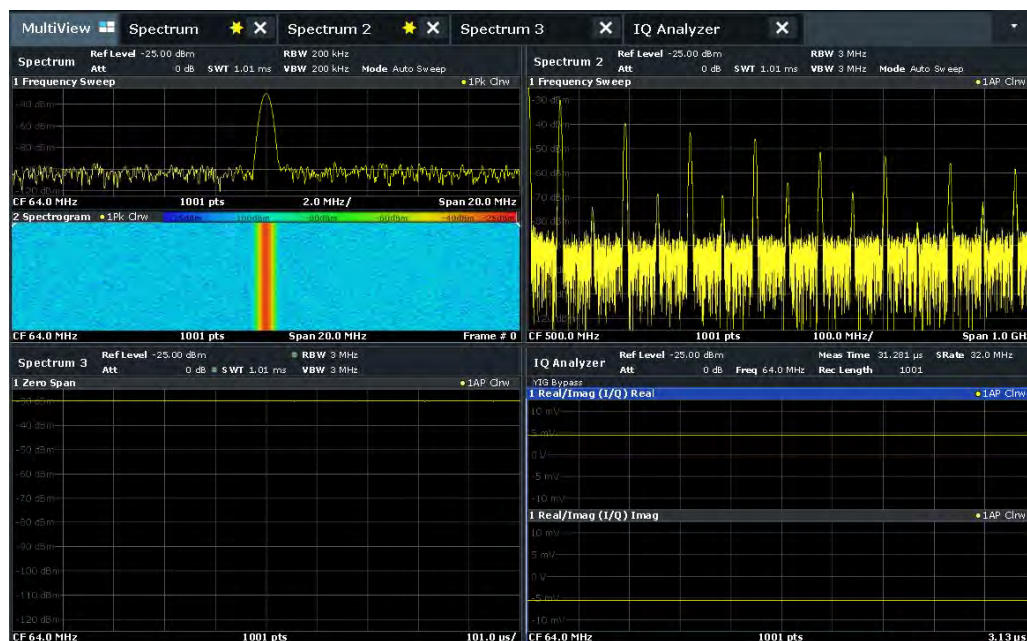 MultiView Spectrum Spectrum 2 Spectrum 3 IQ Analyzer
Spectrum
Ref Level -25.00 dBm RBW 200 kHz
Att 0 dB SWT 1.01 ms VBW 200 kHz Mode Auto Sweep
1 Frequency Sweep 1Pk Clrw
-40 dBm
-60 dBm
-80 dBm
-120 dBm
CF 64.0 MHz 1001 pts 2.0 MHz/ Span 20.0 MHz
2 Spectrogram 1Pk Clrw -100dBm -80dBm -60dBm -40dBm -25dBm
CF 64.0 MHz 1001 pts Span 20.0 MHz Frame # 0
Spectrum 2
Ref Level -25.00 dBm RBW 3 MHz
Att 0 dB SWT 1.01 ms VBW 3 MHz Mode Auto Sweep
1 Frequency Sweep 1AP Clrw
-30 dBm
-40 dBm
-50 dBm
-70 dBm
-80 dBm
CF 500.0 MHz 1001 pts 100.0 MHz/ Span 1.0 GH
Spectrum 3
Ref Level -25.00 dBm RBW 3 MHz
Att 0 dB SWT 1.01 ms VBW 3 MHz
1 Zero Span 1AP Clrw
-30 dBm
-40 dBm
-50 dBm
-60 dBm
-70 dBm
-80 dBm
-90 dBm
-100 dBm
-110 dBm
-120 dBm
CF 64.0 MHz 1001 pts 101.0 µs/
IQ Analyzer
Ref Level -25.00 dBm Meas Time 31.281 µs SRate 32.0 MHz
Att 0 dB Freq 64.0 MHz Rec Length 1001
YIG Bypass
1 Real/Imag (I/Q) Real 1AP Clrw
10 mV
5 mV
0 V
-5 mV
-10 mV
1 Real/Imag (I/Q) Imag 1AP Clrw
5 mV
0 V
-5 mV
-10 mV
CF 64.0 MHz 1001 pts 3.13 µs